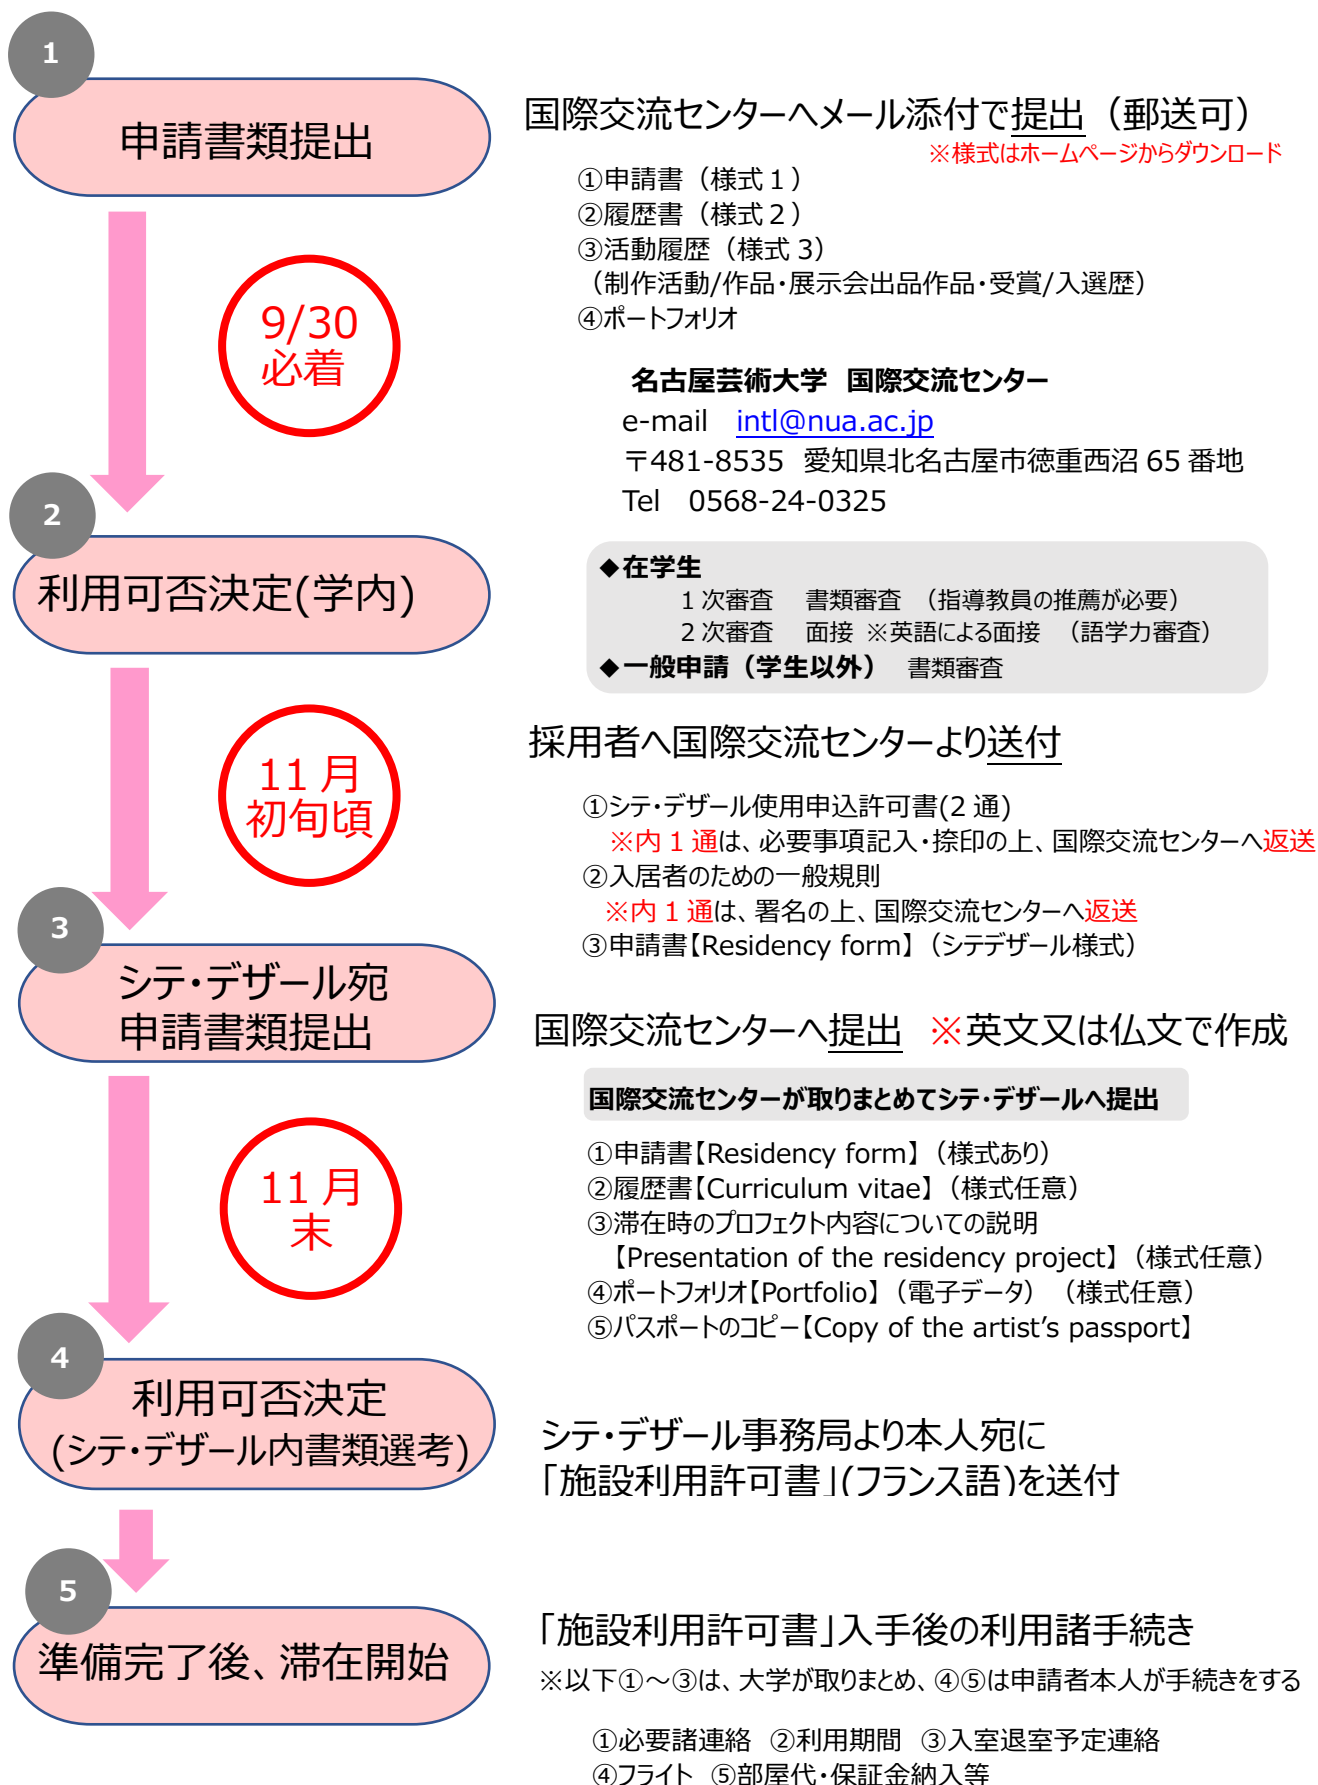 1
申請書類提出
国際交流センターへメール添付で提出（郵送可）
※様式はホームページからダウンロード
①申請書（様式１）
②履歴書（様式２）
③活動履歴（様式 3）
（制作活動/作品・展示会出品作品・受賞/入選歴）
④ポートフォリオ
9/30
必着
名古屋芸術大学　国際交流センター
e-mail　intl@nua.ac.jp
〒481-8535 愛知県北名古屋市徳重西沼 65 番地
Tel　0568-24-0325
2
利用可否決定(学内)
◆在学生
１次審査　書類審査　（指導教員の推薦が必要）
２次審査　面接 ※英語による面接　（語学力審査）
◆一般申請（学生以外）　書類審査
11 月
初旬頃
採用者へ国際交流センターより送付
①シテ・デザール使用申込許可書(2 通)
※内 1 通は、必要事項記入・捺印の上、国際交流センターへ返送
②入居者のための一般規則
※内 1 通は、署名の上、国際交流センターへ返送
③申請書【Residency form】（シテデザール様式）
3
シテ・デザール宛
申請書類提出
国際交流センターへ提出　※英文又は仏文で作成
国際交流センターが取りまとめてシテ・デザールへ提出
①申請書【Residency form】（様式あり）
②履歴書【Curriculum vitae】（様式任意）
③滞在時のプロフェクト内容についての説明
【Presentation of the residency project】（様式任意）
④ポートフォリオ【Portfolio】（電子データ）　（様式任意）
⑤パスポートのコピー【Copy of the artist’s passport】
11 月
末
4
利用可否決定
(シテ・デザール内書類選考)
シテ・デザール事務局より本人宛に
「施設利用許可書」(フランス語)を送付
5
準備完了後、滞在開始
「施設利用許可書」入手後の利用諸手続き
※以下①～③は、大学が取りまとめ、④⑤は申請者本人が手続きをする
①必要諸連絡　②利用期間　③入室退室予定連絡
④フライト　⑤部屋代・保証金納入等